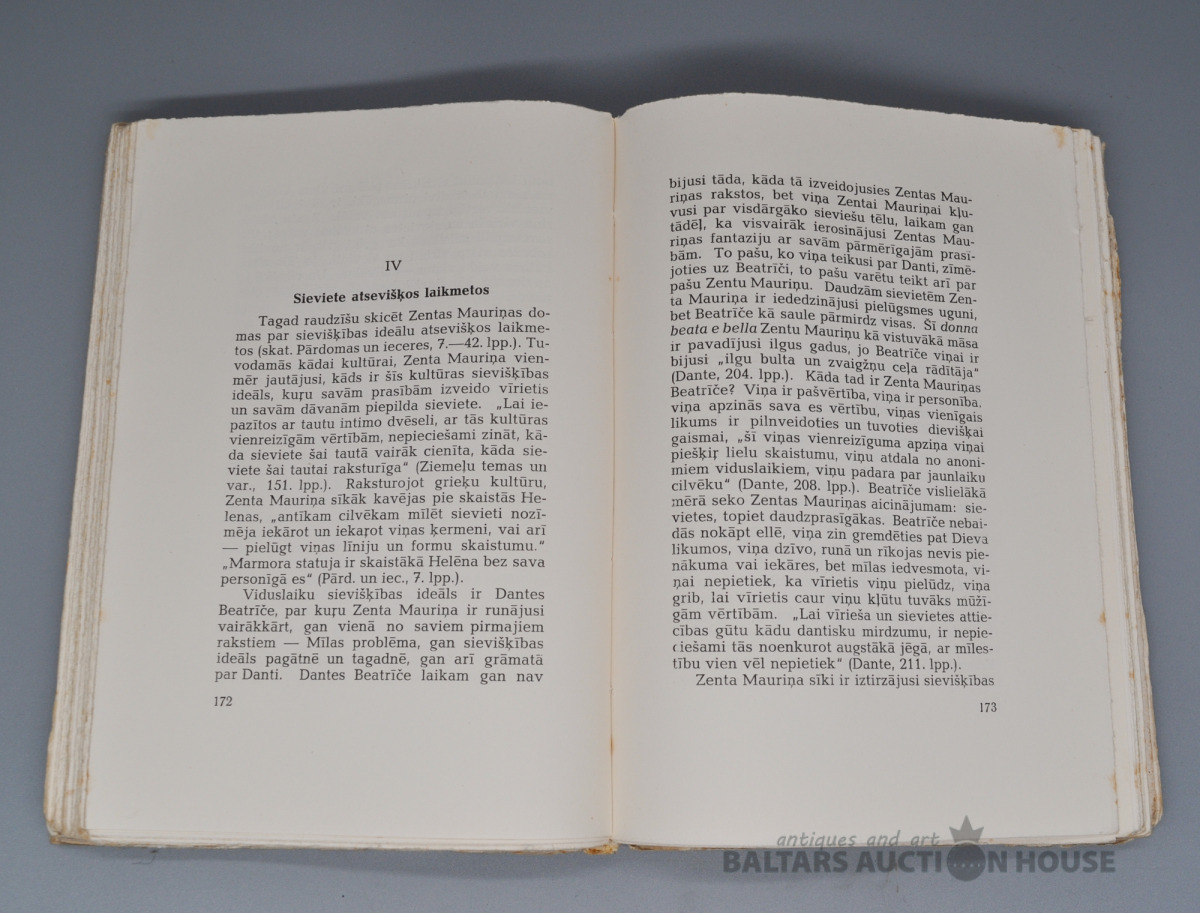 IV
Sieviete atsevišķos laikmetos
Tagad raudzīšu skicēt Zentas Mauriņas do-
mas par sievišķības ideālu atsevišķos laikme-
tos (skat. Pārdomas un ieceres, 7.—42. lpp.). Tu-
vodamās kādai kultūrai, Zenta Mauriņa vien-
mēr jautājusi, kāds ir šīs kultūras sievišķības
ideāls, kuŗu savām prasībām izveido vīrietis
un savām dāvanām piepilda sieviete. „Lai ie-
pazītos ar tautu intimo dvēseli, ar tās kultūras
vienreizīgām vērtībām, nepieciešami zināt, kā-
da sieviete šai tautā vairāk cienīta, kāda sie-
viete šai tautai raksturīga“ (Ziemeļu temas un
var., 151. lpp.). Raksturojot grieķu kultūru,
Zenta Mauriņa sīkāk kavējas pie skaistās He-
lenas, „antīkam cilvēkam mīlēt sievieti nozī-
mēja iekārot un iekaŗot viņas ķermeni, vai arī
— pielūgt viņas līniju un formu skaistumu.“
„Marmora statuja ir skaistākā Helēna bez sava
personīgā es“ (Pārd. un iec., 7. lpp.).
Viduslaiku sievišķības ideāls ir Dantes
Beatrīče, par kuŗu Zenta Mauriņa ir runājusi
vairākkārt, gan vienā no saviem pirmajiem
rakstiem — Mīlas problēma, gan sievišķības
ideāls pagātnē un tagadnē, gan arī grāmatā
par Danti. Dantes Beatrīče laikam gan nav
172
bijusi tāda, kāda tā izveidojusies Zentas Mau-
riņas rakstos, bet viņa Zentai Mauriņai kļu-
vusi par visdārgāko sieviešu tēlu, laikam gan
tādēļ, ka visvairāk ierosinājusi Zentas Mau-
riņas fantaziju ar savām pārmērīgajām prasī-
bām. To pašu, ko viņa teikusi par Danti, zīmē-
joties uz Beatrīči, to pašu varētu teikt arī par
pašu Zentu Mauriņu. Daudzām sievietēm Zen-
ta Mauriņa ir iededzinājusi pielūgsmes uguni,
bet Beatrīče kā saule pārmirdz visas. Šī donna
beata e bella Zentu Mauriņu kā vistuvākā māsa
ir pavadījusi ilgus gadus, jo Beatrīče viņai ir
bijusi „ilgu bulta un zvaigžņu ceļa rādītāja“
(Dante, 204. lpp.). Kāda tad ir Zenta Mauriņas
Beatrīče? Viņa ir pašvērtība, viņa ir personība,
viņa apzinās sava es vērtību, viņas vienīgais
likums ir pilnveidoties un tuvoties dievišķai
gaismai, „šī viņas vienreizīguma apziņa viņai
piešķiŗ lielu skaistumu, viņu atdala no anoni-
miem viduslaikiem, viņu padara par jaunlaiku
cilvēku“ (Dante, 208. lpp.). Beatrīče vislielākā
mērā seko Zentas Mauriņas aicinājumam: sie-
vietes, topiet daudzprasīgākas. Beatrīče nebai-
dās nokāpt ellē, viņa zin gremdēties pat Dieva
likumos, viņa dzīvo, runā un rīkojas nevis pie-
nākuma vai iekāres, bet mīlas iedvesmota, vi-
ņai nepietiek, ka vīrietis viņu pielūdz, viņa
grib, lai vīrietis caur viņu kļūtu tuvāks mūžī-
gām vērtībām. „Lai vīrieša un sievietes attie-
cības gūtu kādu dantisku mirdzumu, ir nepie-
ciešami tās noenkurot augstākā jēgā, ar mīles-
tību vien vēl nepietiek“ (Dante, 211. lpp.).
Zenta Mauriņa sīki ir iztirzājusi sievišķības
173
antiques and art
BALTARS AUCTION HOUSE